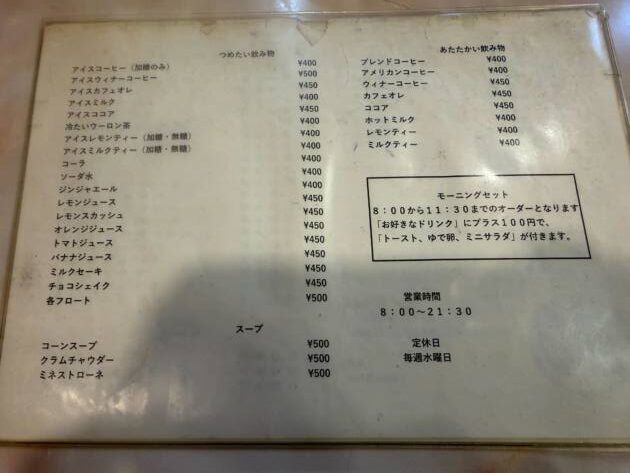 つめたい飲み物
アイスコーヒー（加糖のみ） ¥400
アイスウィナーコーヒー ¥500
アイスカフェオレ ¥450
アイスミルク ¥400
アイスココア ¥450
冷たいウーロン茶 ¥400
アイスレモンティー（加糖・無糖） ¥400
アイスミルクティー（加糖・無糖） ¥400
コーラ ¥400
ソーダ水 ¥400
ジンジャエール ¥400
レモンジュース ¥450
レモンスカッシュ ¥450
オレンジジュース ¥450
トマトジュース ¥450
バナナジュース ¥450
ミルクセーキ ¥450
チョコシェイク ¥450
各フロート ¥500
スープ
コーンスープ ¥500
クラムチャウダー ¥500
ミネストローネ ¥500
あたたかい飲み物
ブレンドコーヒー ¥400
アメリカンコーヒー ¥400
ウィナーコーヒー ¥450
カフェオレ ¥400
ココア ¥450
ホットミルク ¥400
レモンティー ¥400
ミルクティー ¥400
モーニングセット
８：００から１１：３０までのオーダーとなります
「お好きなドリンク」にプラス１００円で、
「トースト、ゆで卵、ミニサラダ」が付きます。
営業時間
８：００～２１：３０
定休日
毎週水曜日